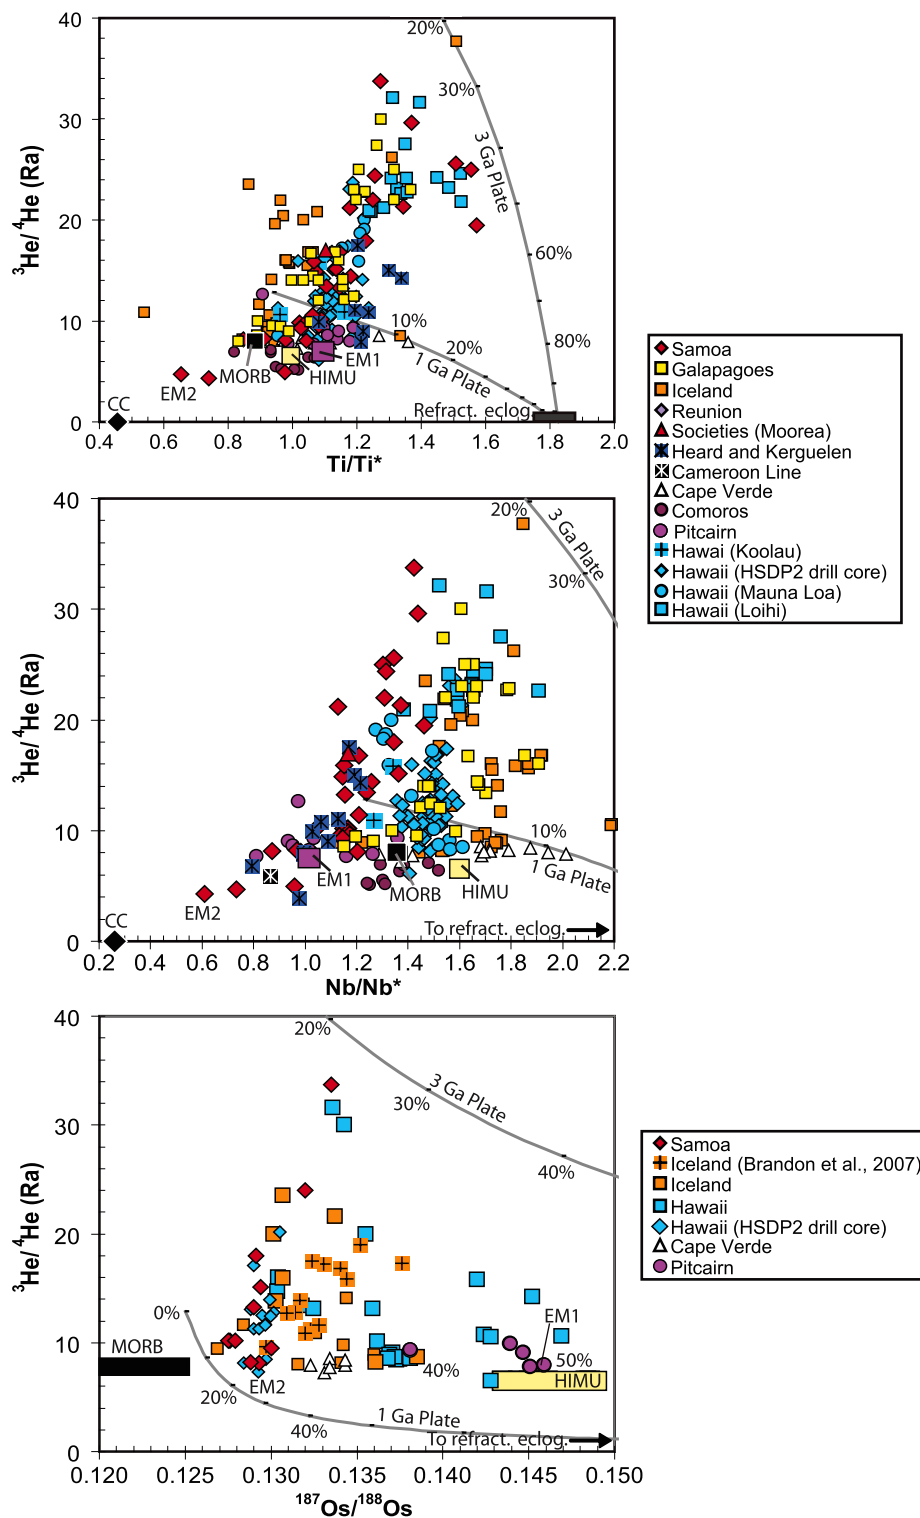 40
30
20
10
0
³He/ ⁴He (Ra)
20%
30%
3 Ga Plate
60%
80%
10%
20%
1 Ga Plate
Refract. eclog.
EM1
HIMU
MORB
EM2
CC
0.4 0.6 0.8 1.0 1.2 1.4 1.6 1.8 2.0
Ti/Ti*
Samoa
Galapagoes
Iceland
Reunion
Societies (Moorea)
Heard and Kerguelen
Cameroon Line
Cape Verde
Comoros
Pitcairn
Hawai (Koolau)
Hawaii (HSDP2 drill core)
Hawaii (Mauna Loa)
Hawaii (Loihi)
40
30
20
10
0
³He/ ⁴He (Ra)
20%
3 Ga Plate
30%
10%
1 Ga Plate
EM1
MORB
HIMU
EM2
CC
To refract. eclog.
0.2 0.4 0.6 0.8 1.0 1.2 1.4 1.6 1.8 2.0 2.2
Nb/Nb*
40
30
20
10
0
³He/ ⁴He (Ra)
20%
3 Ga Plate
30%
40%
0%
MORB
EM2
20%
40%
1 Ga Plate
40%
EM1
50%
HIMU
To refract. eclog.
0.120 0.125 0.130 0.135 0.140 0.145 0.150
¹⁸⁷Os/¹⁸⁸Os
Samoa
Iceland (Brandon et al., 2007)
Iceland
Hawaii
Hawaii (HSDP2 drill core)
Cape Verde
Pitcairn